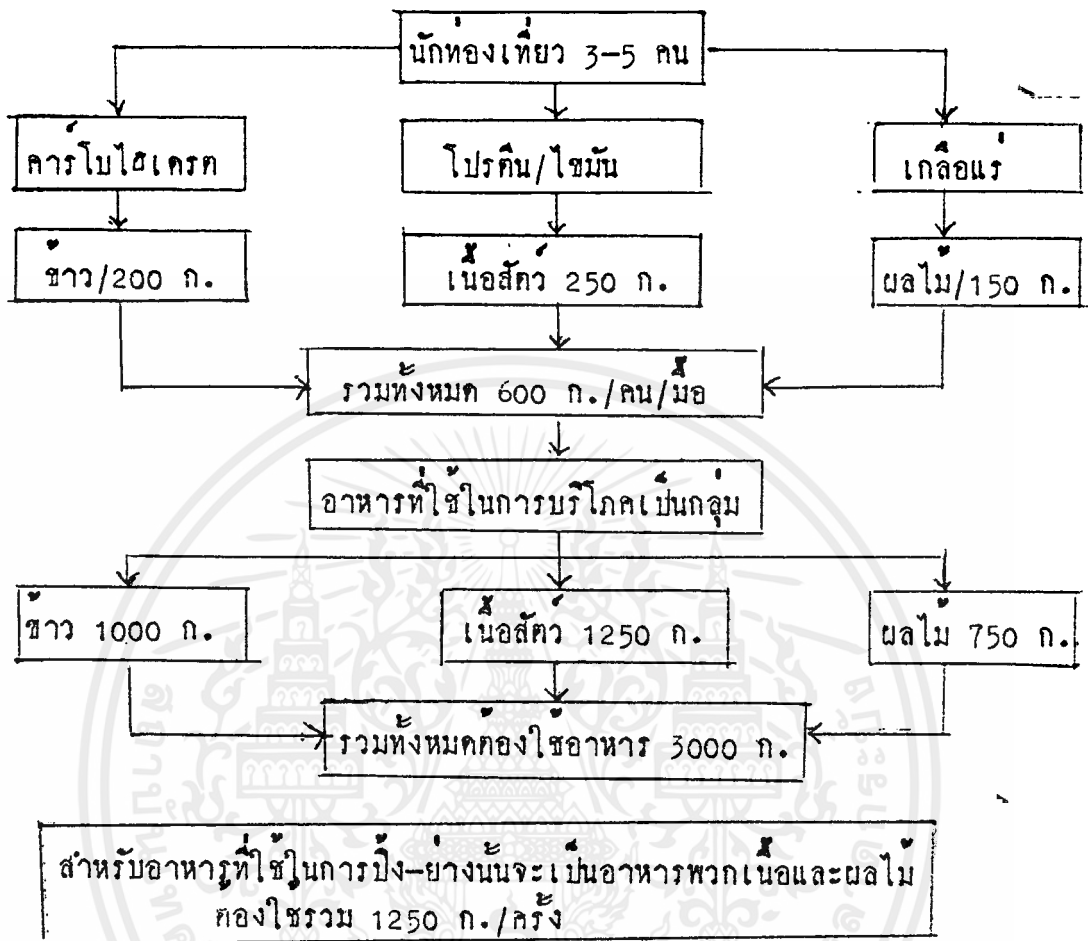 นักท่องเที่ยว 3-5 คน
คาร์โบไฮเดรต
โปรตีน/ไขมัน
เกลือแร่
ข้าว/200 ก.
เนื้อสัตว์ 250 ก.
ผลไม้/150 ก.
รวมทั้งหมด 600 ก./คน/มื้อ
อาหารที่ใช้ในการบริโภคเป็นกลุ่ม
ข้าว 1000 ก.
เนื้อสัตว์ 1250 ก.
ผลไม้ 750 ก.
รวมทั้งหมดต้องใช้อาหาร 3000 ก.
สำหรับอาหารที่ใช้ในการปิ้ง-ย่างนั้นจะเป็นอาหารพวกเนื้อและผลไม้
ต้องใช้รวม 1250 ก./ครั้ง